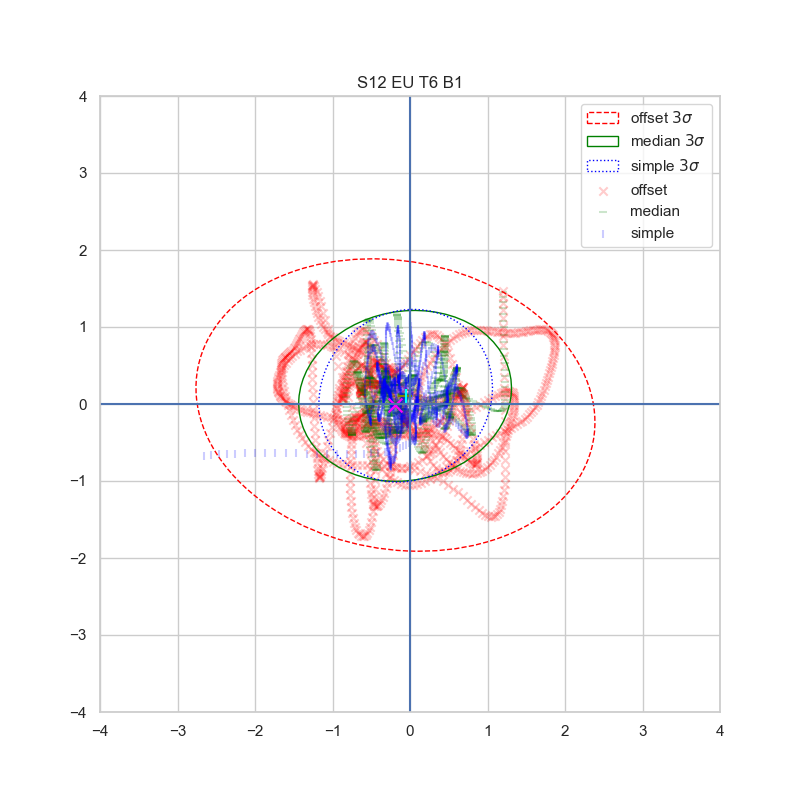 S12 EU T6 B1
offset 3σ
median 3σ
simple 3σ
offset
median
simple
4
3
2
1
0
−1
−2
−3
−4
−4 −3 −2 −1 0 1 2 3 4